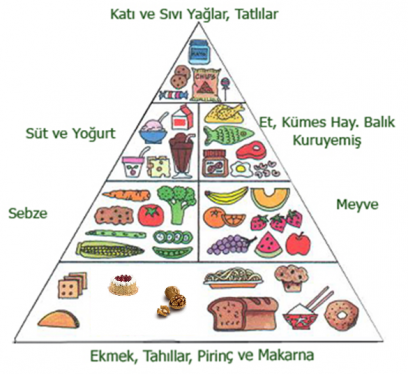 Katı ve Sıvı Yağlar, Tatlılar
CHIPS
Süt ve Yoğurt
Et, Kümes Hay. Balık
Kuruyemiş
Sebze
Meyve
Ekmek, Tahıllar, Pirinç ve Makarna